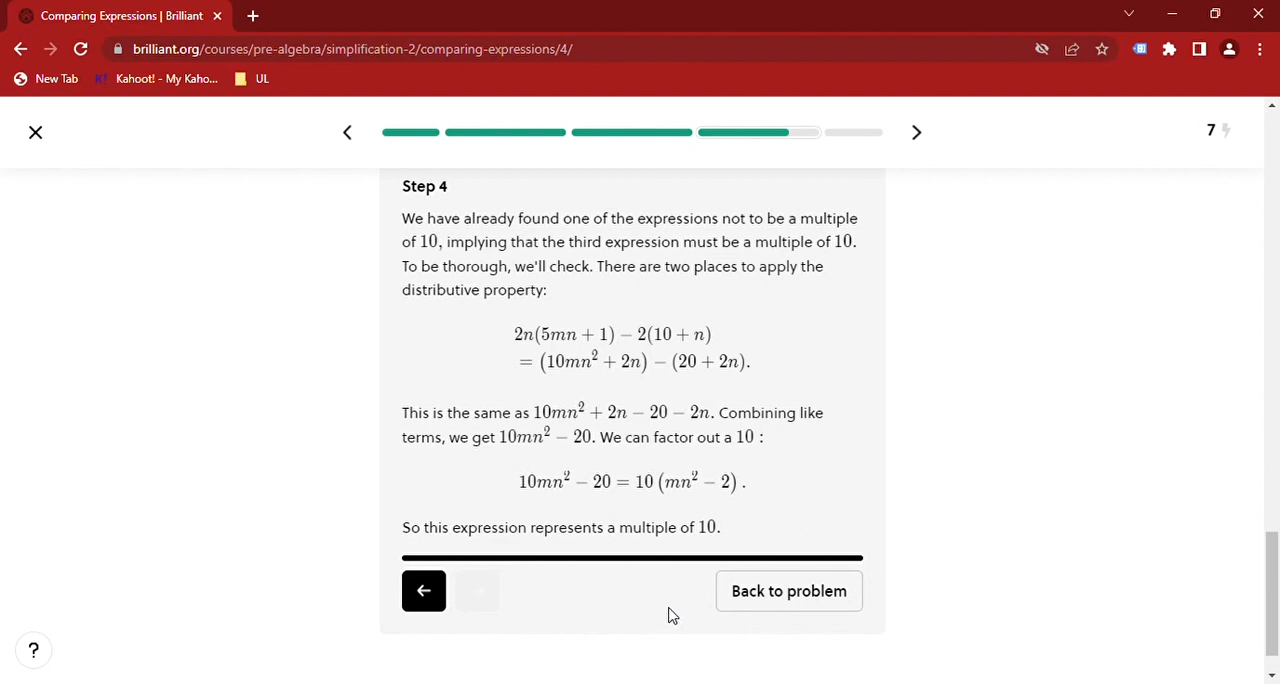 Comparing Expressions | Brilliant
brilliant.org/courses/pre-algebra/simplification-2/comparing-expressions/4/
New Tab
K! Kahoot! - My Kaho...
UL
7
Step 4
We have already found one of the expressions not to be a multiple
of 10, implying that the third expression must be a multiple of 10.
To be thorough, we'll check. There are two places to apply the
distributive property:
2n(5mn + 1) − 2(10 + n)
= (10mn² + 2n) − (20 + 2n).
This is the same as 10mn² + 2n − 20 − 2n. Combining like
terms, we get 10mn² − 20. We can factor out a 10 :
10mn² − 20 = 10 (mn² − 2) .
So this expression represents a multiple of 10.
Back to problem
?